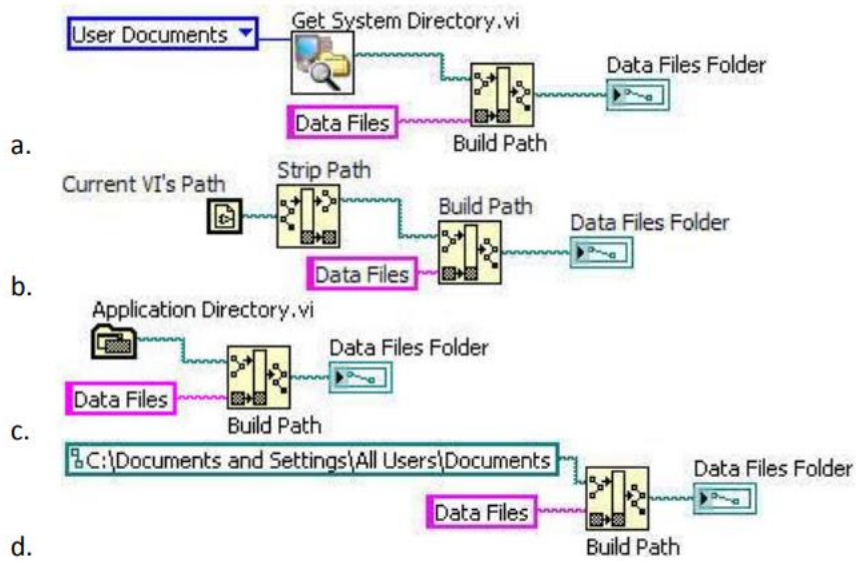 User Documents
Get System Directory.vi
Data Files Folder
Data Files
Build Path
a.
Current VI's Path
Strip Path
Build Path
Data Files Folder
Data Files
b.
Application Directory.vi
Data Files Folder
Data Files
Build Path
c.
C:\Documents and Settings\All Users\Documents
Data Files Folder
Data Files
Build Path
d.